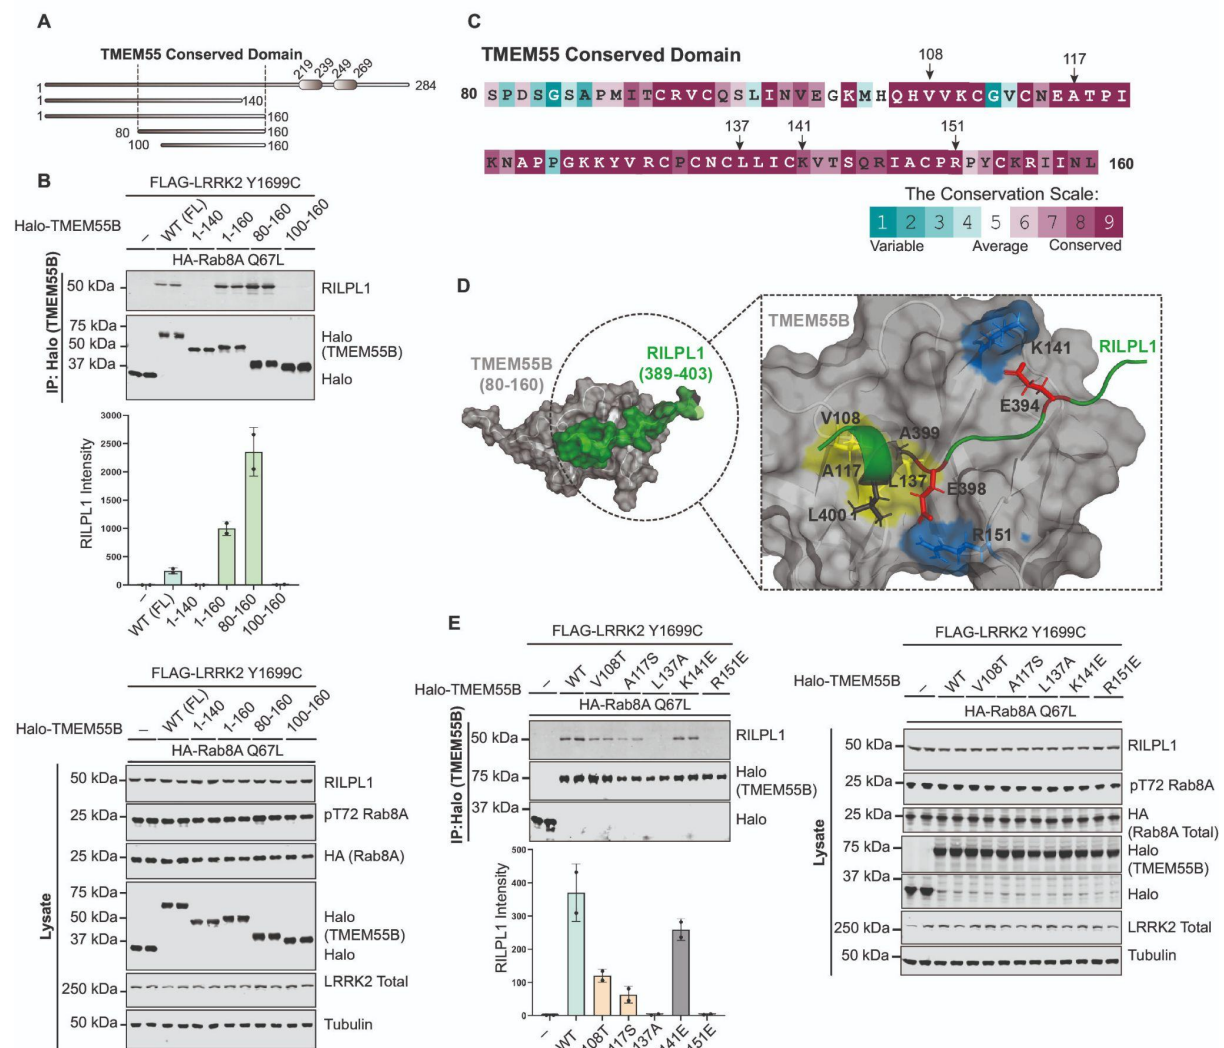 A
TMEM55 Conserved Domain
219 239 249 269
1 284
1 140
1 160
80 160
100 160
B
FLAG-LRRK2 Y1699C
Halo-TMEM55B – WT (FL) 1-140 1-160 80-160 100-160
HA-Rab8A Q67L
IP: Halo (TMEM55B)
50 kDa RILPL1
75 kDa
50 kDa Halo
(TMEM55B)
37 kDa
Halo
RILPL1 Intensity
3000
2500
2000
1500
1000
500
0
– WT (FL) 1-140 1-160 80-160 100-160
FLAG-LRRK2 Y1699C
Halo-TMEM55B – WT (FL) 1-140 1-160 80-160 100-160
HA-Rab8A Q67L
Lysate
50 kDa RILPL1
25 kDa pT72 Rab8A
25 kDa HA (Rab8A)
75 kDa
50 kDa Halo
(TMEM55B)
37 kDa
Halo
250 kDa LRRK2 Total
50 kDa Tubulin
C
TMEM55 Conserved Domain
108 117
80 SPDSGSAPMITCRVCQSLINVEGKMHQHVVKCGVCNEATPI
137 141 151
KNAPPGKKYVRCPCNCLLICKVTSQRIACPRPYCKRIINL 160
The Conservation Scale:
1 2 3 4 5 6 7 8 9
Variable Average Conserved
D
TMEM55B
(80-160)
RILPL1
(389-403)
TMEM55B
K141
RILPL1
E394
V108
A399
A117
L137
E398
L400
R151
E
FLAG-LRRK2 Y1699C
Halo-TMEM55B – WT V108T A117S L137A K141E R151E
HA-Rab8A Q67L
IP:Halo (TMEM55B)
50 kDa RILPL1
75 kDa Halo
(TMEM55B)
37 kDa
Halo
RILPL1 Intensity
500
400
300
200
100
0
– WT
FLAG-LRRK2 Y1699C
Halo-TMEM55B – WT V108T A117S L137A K141E R151E
HA-Rab8A Q67L
Lysate
50 kDa RILPL1
25 kDa pT72 Rab8A
25 kDa HA
(Rab8A Total)
75 kDa Halo
(TMEM55B)
37 kDa
Halo
250 kDa LRRK2 Total
50 kDa Tubulin